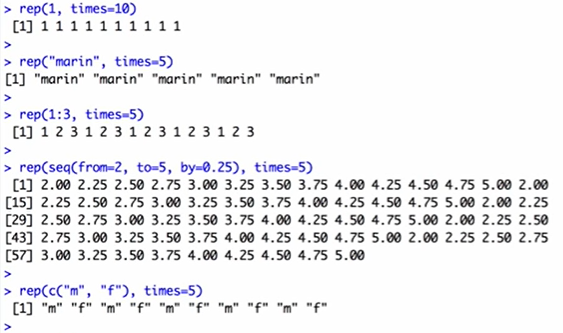 > rep(1, times=10)
 [1] 1 1 1 1 1 1 1 1 1 1
>
> rep("marin", times=5)
[1] "marin" "marin" "marin" "marin" "marin"
>
> rep(1:3, times=5)
 [1] 1 2 3 1 2 3 1 2 3 1 2 3 1 2 3
>
> rep(seq(from=2, to=5, by=0.25), times=5)
 [1] 2.00 2.25 2.50 2.75 3.00 3.25 3.50 3.75 4.00 4.25 4.50 4.75 5.00 2.00
[15] 2.25 2.50 2.75 3.00 3.25 3.50 3.75 4.00 4.25 4.50 4.75 5.00 2.00 2.25
[29] 2.50 2.75 3.00 3.25 3.50 3.75 4.00 4.25 4.50 4.75 5.00 2.00 2.25 2.50
[43] 2.75 3.00 3.25 3.50 3.75 4.00 4.25 4.50 4.75 5.00 2.00 2.25 2.50 2.75
[57] 3.00 3.25 3.50 3.75 4.00 4.25 4.50 4.75 5.00
>
> rep(c("m", "f"), times=5)
 [1] "m" "f" "m" "f" "m" "f" "m" "f" "m" "f"
>